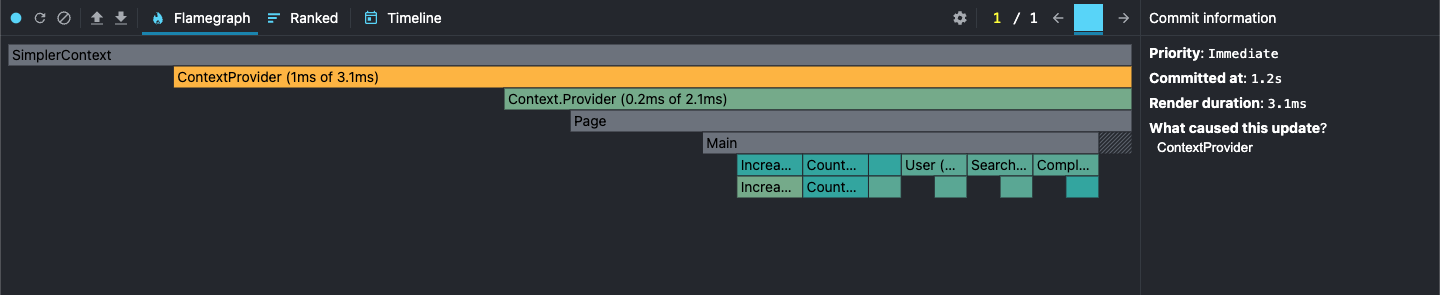 Flamegraph Ranked Timeline 1 / 1 Commit information
SimplerContext
ContextProvider (1ms of 3.1ms)
Context.Provider (0.2ms of 2.1ms)
Page
Main
Increa... Count... User (... Search... Compl...
Increa... Count...
Priority: Immediate
Committed at: 1.2s
Render duration: 3.1ms
What caused this update?
ContextProvider